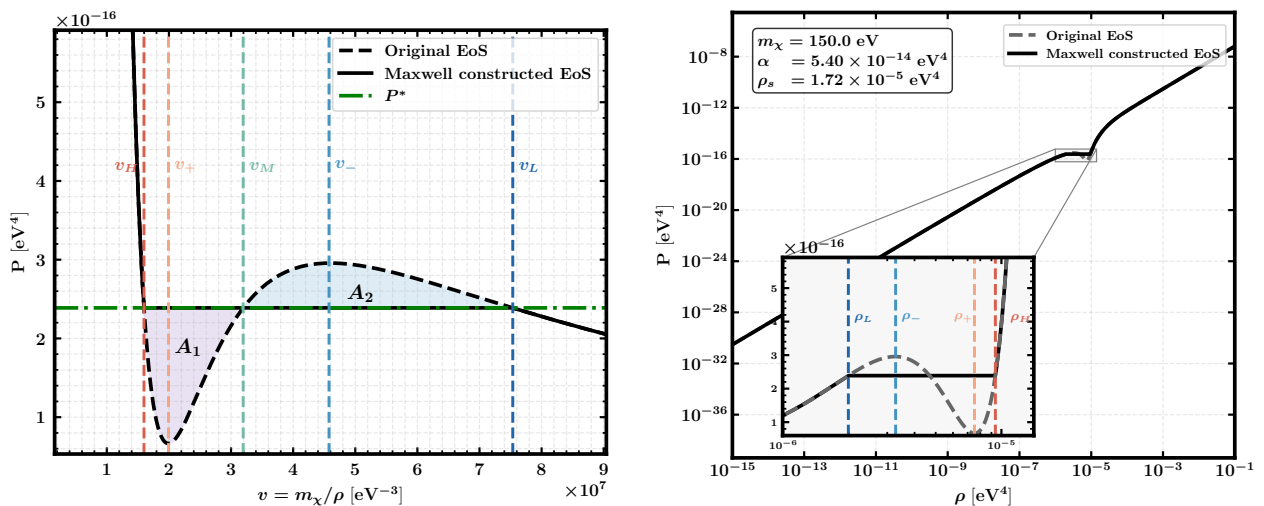 ×10⁻¹⁶
Original EoS
Maxwell constructed EoS
P*
5
4
3
2
1
P [eV⁴]
v_H
v_+
v_M
v_−
v_L
A₁
A₂
1 2 3 4 5 6 7 8 9
×10⁷
v = m_χ/ρ [eV⁻³]
m_χ = 150.0 eV
α = 5.40 × 10⁻¹⁴ eV⁴
ρ_s = 1.72 × 10⁻⁵ eV⁴
Original EoS
Maxwell constructed EoS
10⁻⁸
10⁻¹²
10⁻¹⁶
10⁻²⁰
10⁻²⁴
10⁻²⁸
10⁻³²
10⁻³⁶
P [eV⁴]
×10⁻¹⁶
5
4
3
2
1
ρ_L
ρ_−
ρ_+
ρ_H
10⁻⁶ 10⁻⁵
10⁻¹⁵ 10⁻¹³ 10⁻¹¹ 10⁻⁹ 10⁻⁷ 10⁻⁵ 10⁻³ 10⁻¹
ρ [eV⁴]